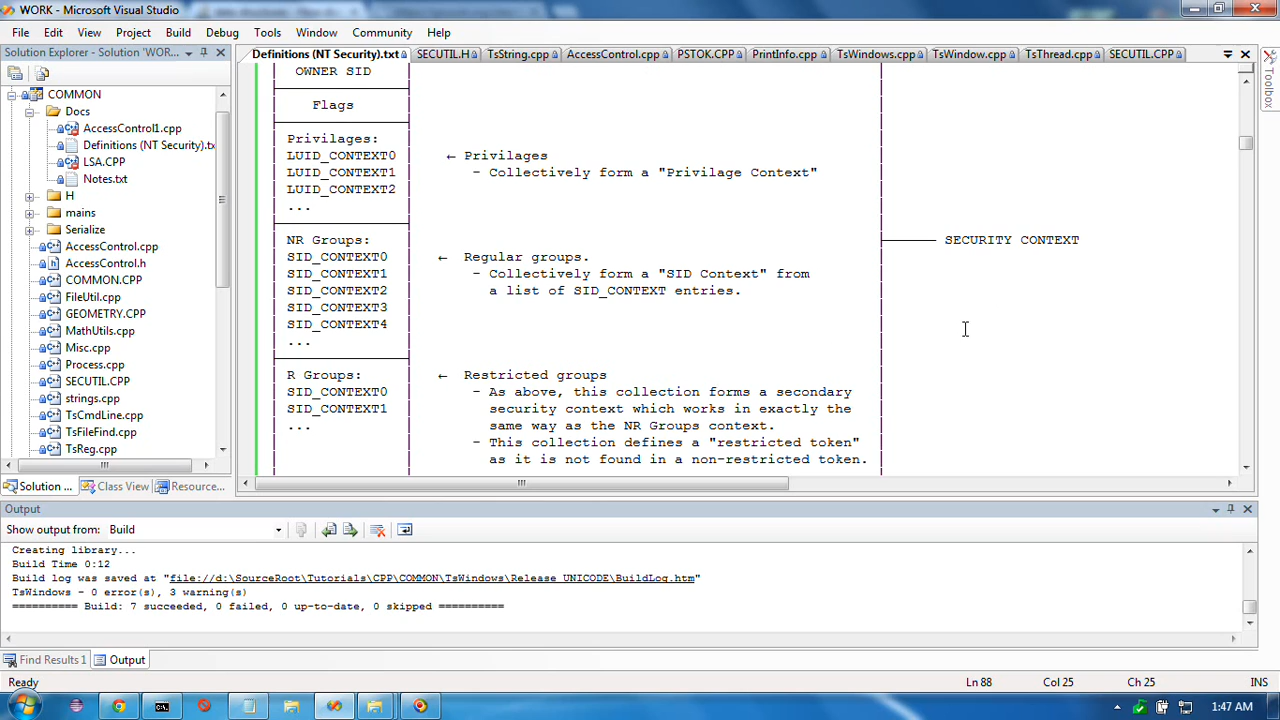 WORK - Microsoft Visual Studio
File Edit View Project Build Debug Tools Window Community Help
Solution Explorer - Solution 'WOR...
Definitions (NT Security).txt SECUTIL.H TsString.cpp AccessControl.cpp PSTOK.CPP PrintInfo.cpp TsWindows.cpp TsWindow.cpp TsThread.cpp SECUTIL.CPP
Toolbox
COMMON
Docs
AccessControl1.cpp
Definitions (NT Security).tx
LSA.CPP
Notes.txt
H
mains
Serialize
AccessControl.cpp
AccessControl.h
COMMON.CPP
FileUtil.cpp
GEOMETRY.CPP
MathUtils.cpp
Misc.cpp
Process.cpp
SECUTIL.CPP
strings.cpp
TsCmdLine.cpp
TsFileFind.cpp
TsReg.cpp
Solution ... Class View Resource...
OWNER SID
Flags
Privilages:
LUID_CONTEXT0 ← Privilages
LUID_CONTEXT1 - Collectively form a "Privilage Context"
LUID_CONTEXT2
...
NR Groups: SECURITY CONTEXT
SID_CONTEXT0 ← Regular groups.
SID_CONTEXT1 - Collectively form a "SID Context" from
SID_CONTEXT2 a list of SID_CONTEXT entries.
SID_CONTEXT3
SID_CONTEXT4
...
R Groups: ← Restricted groups
SID_CONTEXT0 - As above, this collection forms a secondary
SID_CONTEXT1 security context which works in exactly the
... same way as the NR Groups context.
- This collection defines a "restricted token"
as it is not found in a non-restricted token.
Output
Show output from: Build
Creating library...
Build Time 0:12
Build log was saved at "file://d:\SourceRoot\Tutorials\CPP\COMMON\TsWindows\Release_UNICODE\BuildLog.htm"
TsWindows - 0 error(s), 3 warning(s)
========== Build: 7 succeeded, 0 failed, 0 up-to-date, 0 skipped ==========
Find Results 1 Output
Ready Ln 88 Col 25 Ch 25 INS
1:47 AM